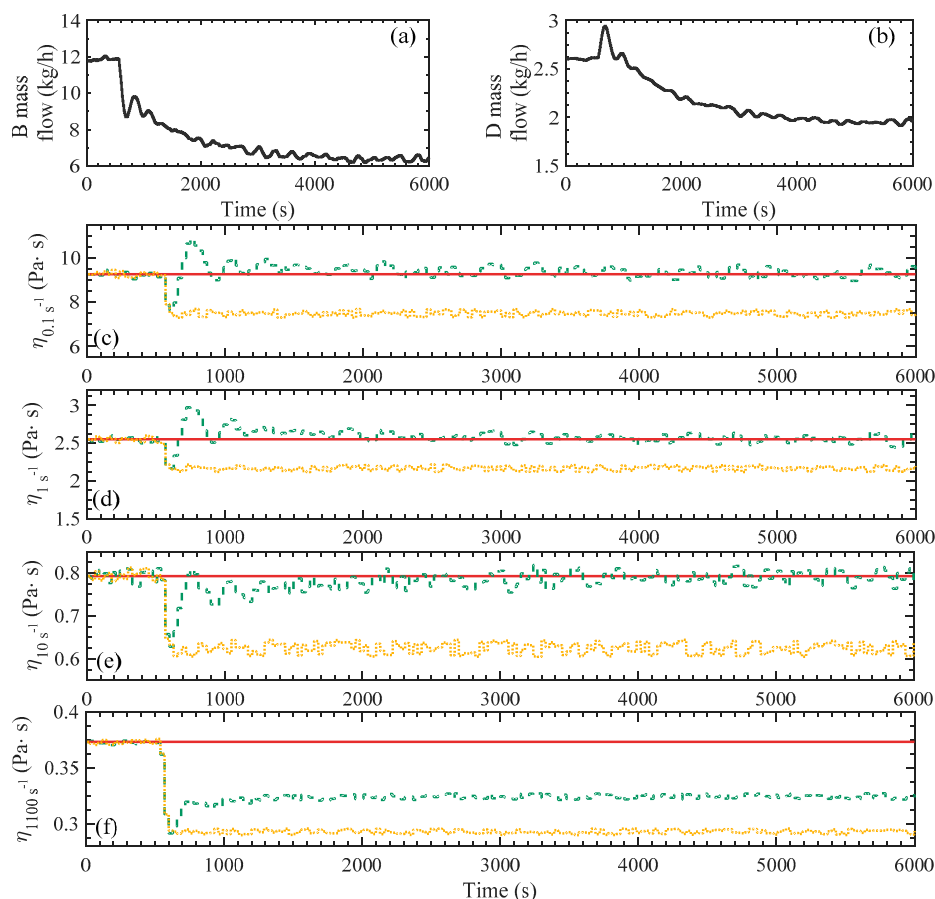 14
12
10
8
6
B mass
flow (kg/h)
(a)
0 2000 4000 6000
Time (s)
3
2.5
2
1.5
D mass
flow (kg/h)
(b)
0 2000 4000 6000
Time (s)
10
8
6
η0.1 s-1 (Pa· s)
(c)
0 1000 2000 3000 4000 5000 6000
3
2.5
2
1.5
η1 s-1 (Pa· s)
(d)
0 1000 2000 3000 4000 5000 6000
0.8
0.7
0.6
η10 s-1 (Pa· s)
(e)
0 1000 2000 3000 4000 5000 6000
0.4
0.35
0.3
η1100 s-1 (Pa· s)
(f)
0 1000 2000 3000 4000 5000 6000
Time (s)